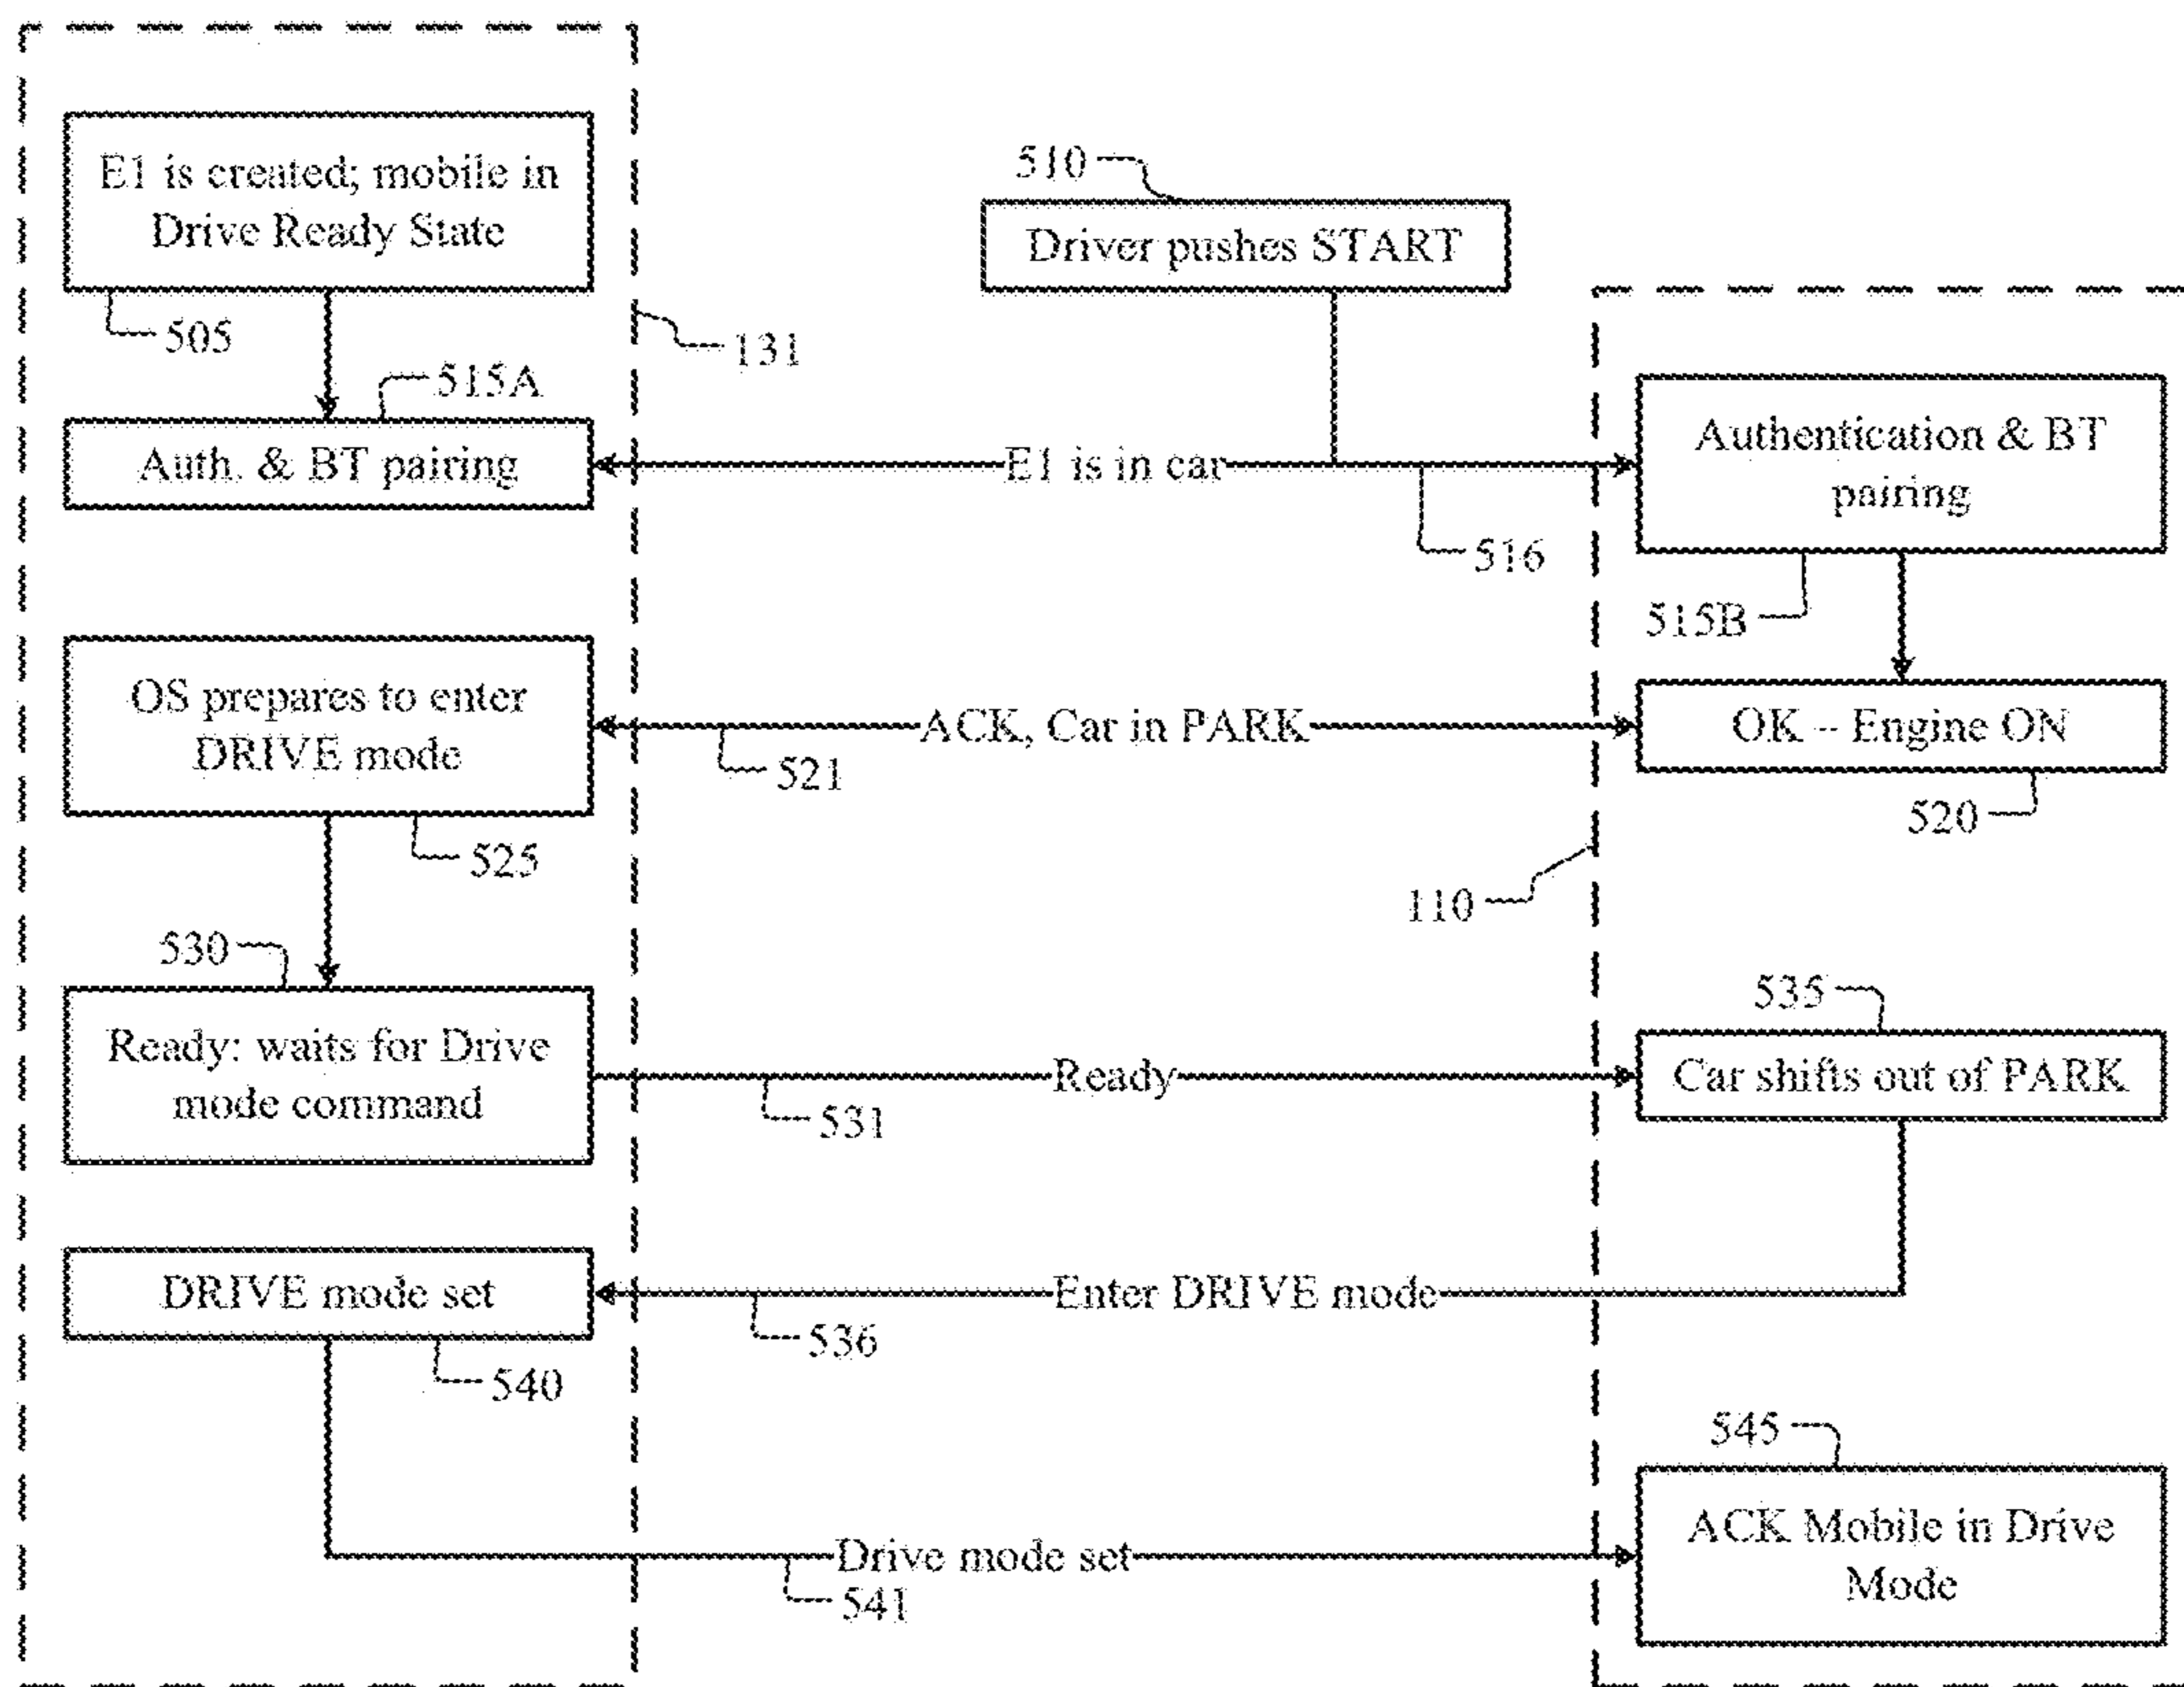 E1 is created; mobile in
Drive Ready State
505
510
Driver pushes START
131
515A
Auth. & BT pairing
E1 is in car
516
Authentication & BT
pairing
515B
OS prepares to enter
DRIVE mode
525
ACK, Car in PARK
521
OK -- Engine ON
520
110
530
Ready: waits for Drive
mode command
Ready
531
535
Car shifts out of PARK
DRIVE mode set
540
Enter DRIVE mode
536
545
Drive mode set
541
ACK Mobile in Drive
Mode